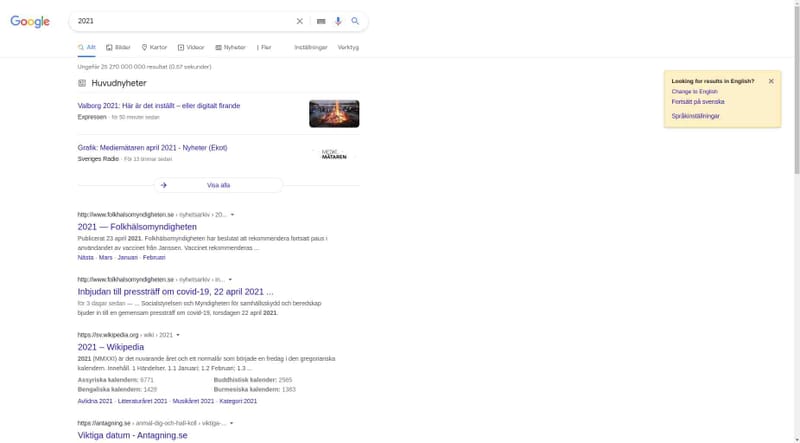 Google
2021
Allt
Bilder
Kartor
Videor
Nyheter
Fler
Inställningar
Verktyg
Ungefär 25 270 000 000 resultat (0,67 sekunder)
Huvudnyheter
Valborg 2021: Här är det inställt – eller digitalt firande
Expressen · för 50 minuter sedan
Grafik: Mediemätaren april 2021 - Nyheter (Ekot)
Sveriges Radio · För 13 timmar sedan
MEDIE
MÄTAREN
Visa alla
http://www.folkhalsomyndigheten.se › nyhetsarkiv › 20...
2021 — Folkhälsomyndigheten
Publicerat 23 april 2021. Folkhälsomyndigheten har beslutat att rekommendera fortsatt paus i
användandet av vaccinet från Janssen. Vaccinet rekommenderas ...
Nästa · Mars · Januari · Februari
http://www.folkhalsomyndigheten.se › nyhetsarkiv › in...
Inbjudan till pressträff om covid-19, 22 april 2021 ...
för 3 dagar sedan — ... Socialstyrelsen och Myndigheten för samhällsskydd och beredskap
bjuder in till en gemensam pressträff om covid-19, torsdagen 22 april 2021.
https://sv.wikipedia.org › wiki › 2021
2021 – Wikipedia
2021 (MMXXI) är det nuvarande året och ett normalår som började en fredag i den gregorianska
kalendern. Innehåll. 1 Händelser. 1.1 Januari; 1.2 Februari; 1.3 ...
Assyriska kalendern: 6771
Buddhistisk kalender: 2565
Bengaliska kalendern: 1428
Burmesiska kalendern: 1383
Avlidna 2021 · Litteraturåret 2021 · Musikåret 2021 · Kategori:2021
https://antagning.se › anmal-dig-och-hall-koll › viktiga-...
Viktiga datum - Antagning.se
Looking for results in English?
Change to English
Fortsätt på svenska
Språkinställningar